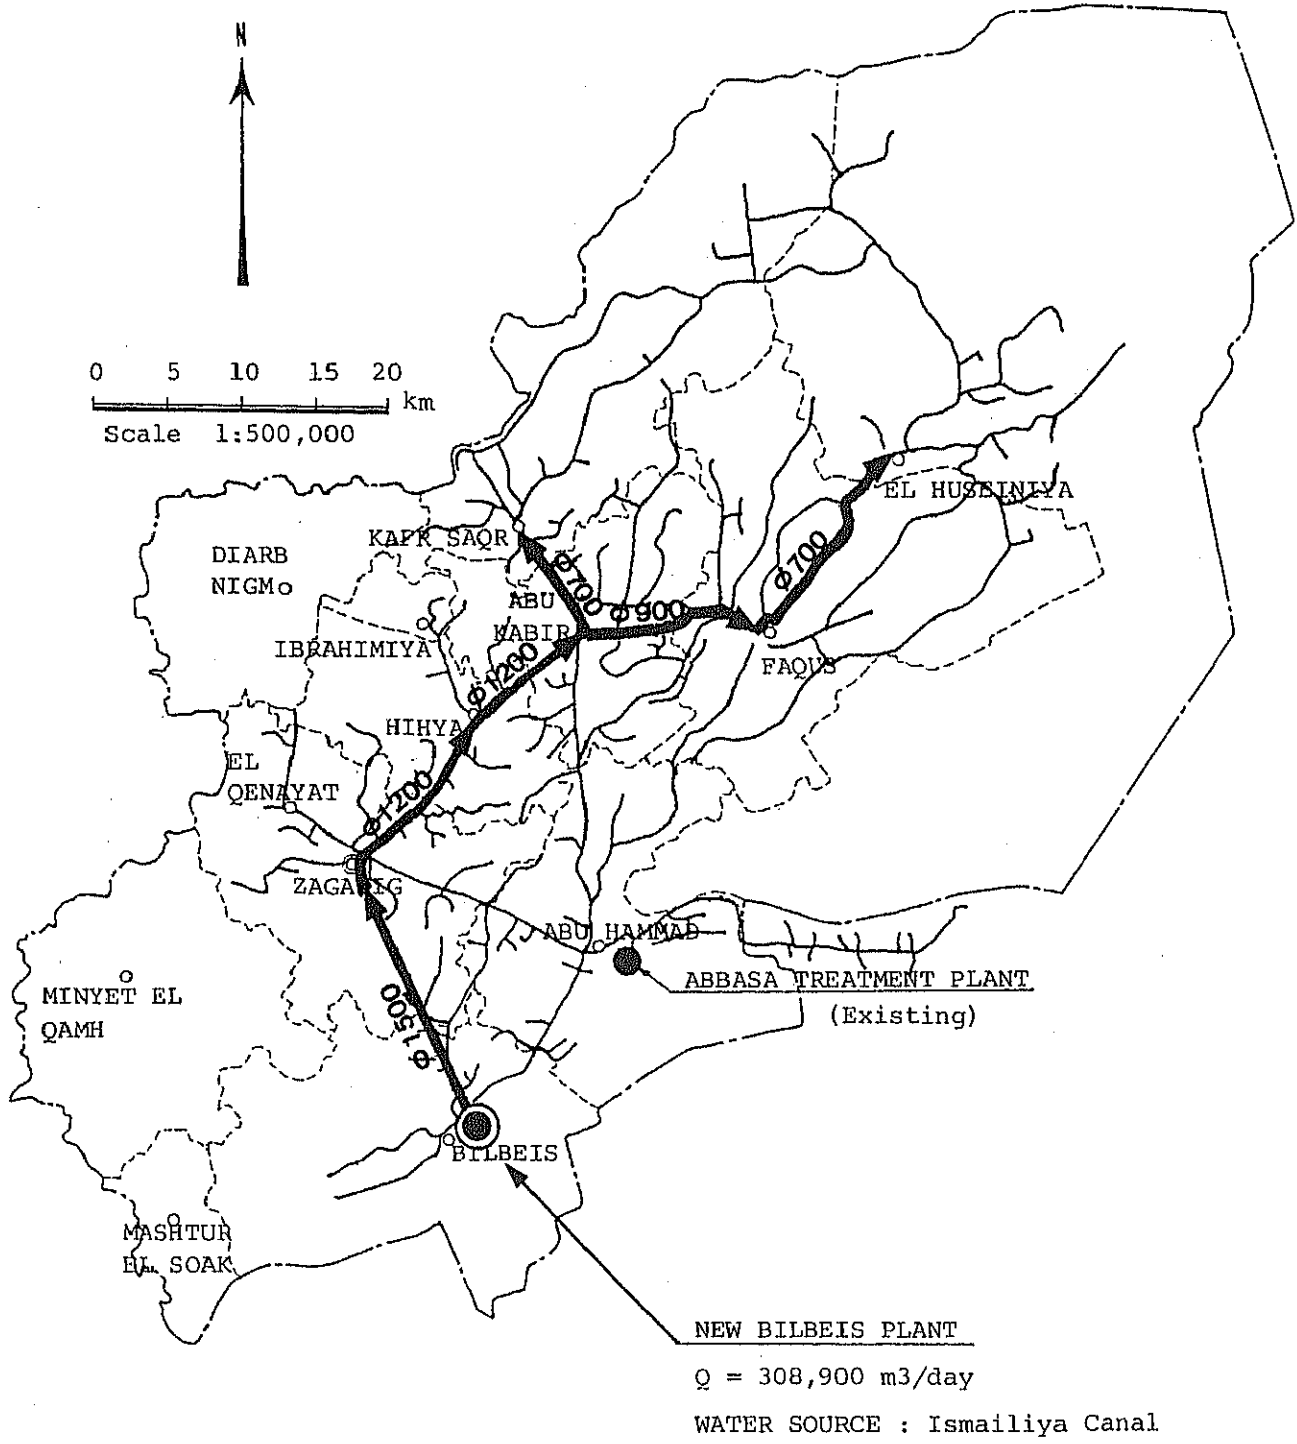 N
0 5 10 15 20
km
Scale 1:500,000
EL HUSEINIYA
KAFR SAQR
DIARB
NIGM
φ700
φ700
ABU
KABIR
φ900
IBRAHIMIYA
FAQUS
φ1200
HIHYA
EL
QENAYAT
φ1200
ZAGAZIG
ABU HAMMAD
ABBASA TREATMENT PLANT
(Existing)
MINYET EL
QAMH
φ1500
BILBEIS
MASHTUR
EL SOAK
NEW BILBEIS PLANT
Q = 308,900 m3/day
WATER SOURCE : Ismailiya Canal